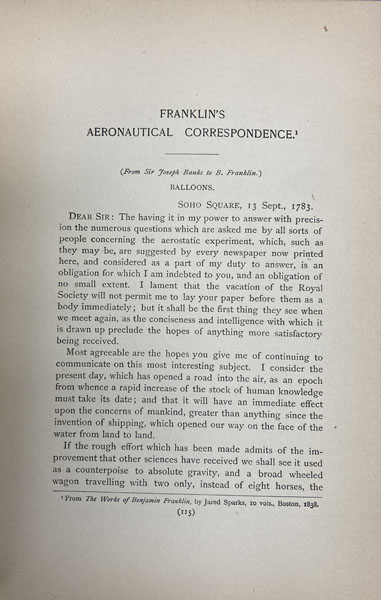 FRANKLIN'S
AERONAUTICAL CORRESPONDENCE.¹
(From Sir Joseph Banks to B. Franklin.)
BALLOONS.
SOHO SQUARE, 13 Sept., 1783.
DEAR SIR: The having it in my power to answer with precis-
ion the numerous questions which are asked me by all sorts of
people concerning the aerostatic experiment, which, such as
they may be, are suggested by every newspaper now printed
here, and considered as a part of my duty to answer, is an
obligation for which I am indebted to you, and an obligation of
no small extent. I lament that the vacation of the Royal
Society will not permit me to lay your paper before them as a
body immediately; but it shall be the first thing they see when
we meet again, as the conciseness and intelligence with which it
is drawn up preclude the hopes of anything more satisfactory
being received.
Most agreeable are the hopes you give me of continuing to
communicate on this most interesting subject. I consider the
present day, which has opened a road into the air, as an epoch
from whence a rapid increase of the stock of human knowledge
must take its date; and that it will have an immediate effect
upon the concerns of mankind, greater than anything since the
invention of shipping, which opened our way on the face of the
water from land to land.
If the rough effort which has been made admits of the im-
provement that other sciences have received we shall see it used
as a counterpoise to absolute gravity, and a broad wheeled
wagon travelling with two only, instead of eight horses, the
¹ From The Works of Benjamin Franklin, by Jared Sparks, 10 vols., Boston, 1838.
(115)